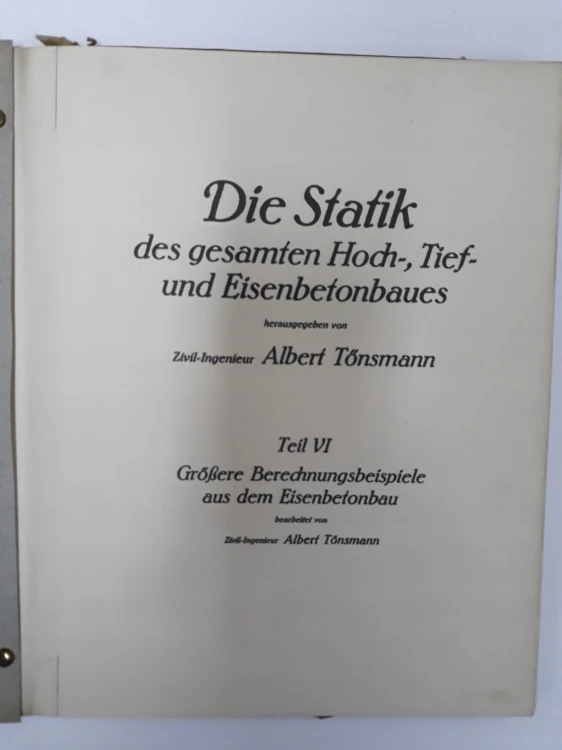 Die Statik
des gesamten Hoch-, Tief-
und Eisenbetonbaues
herausgegeben von
Zivil-Ingenieur Albert Tönsmann
Teil VI
Größere Berechnungsbeispiele
aus dem Eisenbetonbau
bearbeitet von
Zivil-Ingenieur Albert Tönsmann